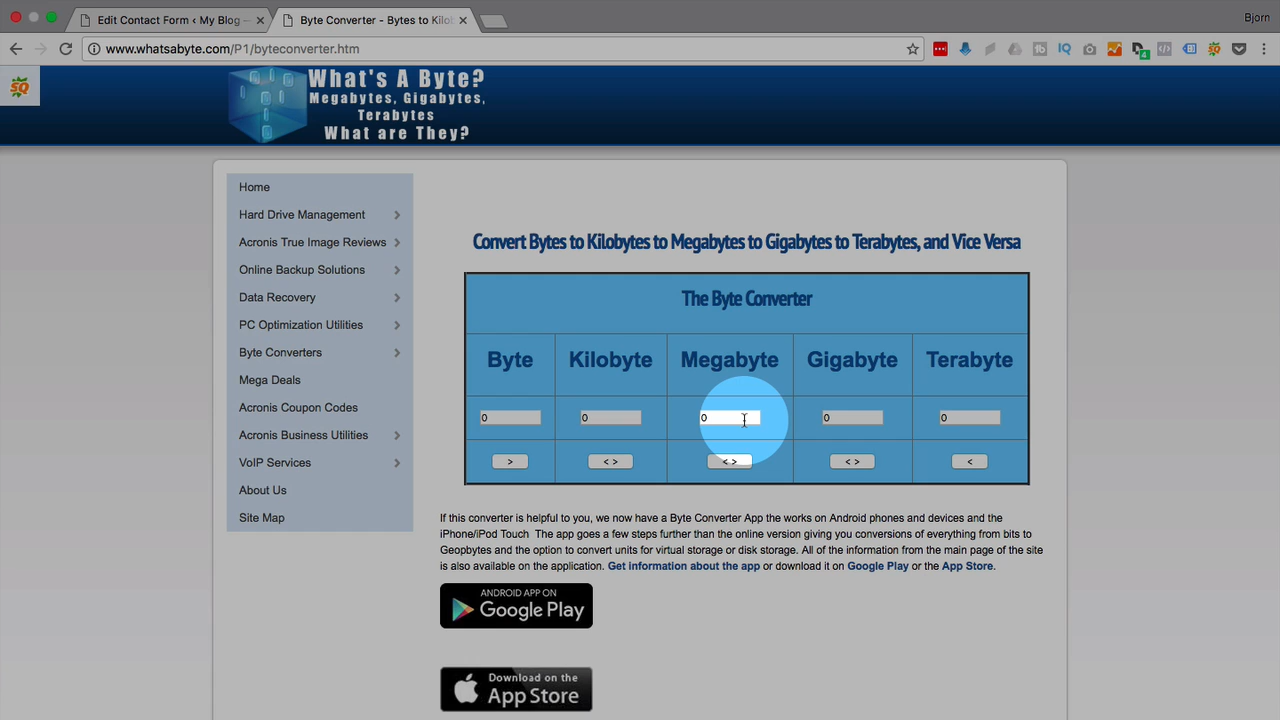 Edit Contact Form ‹ My Blog —
Byte Converter - Bytes to Kilob
Bjorn
www.whatsabyte.com/P1/byteconverter.htm
4
SQ
What's A Byte?
Megabytes, Gigabytes,
Terabytes
What are They?
Home
Hard Drive Management
Acronis True Image Reviews
Online Backup Solutions
Data Recovery
PC Optimization Utilities
Byte Converters
Mega Deals
Acronis Coupon Codes
Acronis Business Utilities
VoIP Services
About Us
Site Map
Convert Bytes to Kilobytes to Megabytes to Gigabytes to Terabytes, and Vice Versa
The Byte Converter
Byte Kilobyte Megabyte Gigabyte Terabyte
0 0 0 0 0
> < > < > < > <
If this converter is helpful to you, we now have a Byte Converter App the works on Android phones and devices and the
iPhone/iPod Touch The app goes a few steps further than the online version giving you conversions of everything from bits to
Geopbytes and the option to convert units for virtual storage or disk storage. All of the information from the main page of the site
is also available on the application. Get information about the app or download it on Google Play or the App Store.
ANDROID APP ON
Google Play
Download on the
App Store